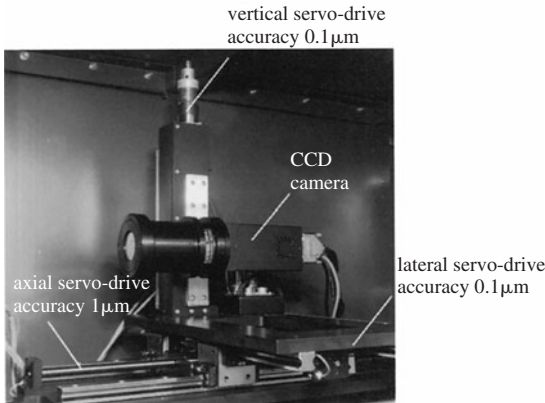 vertical servo-drive
accuracy 0.1μm
CCD
camera
lateral servo-drive
accuracy 0.1μm
axial servo-drive
accuracy 1μm